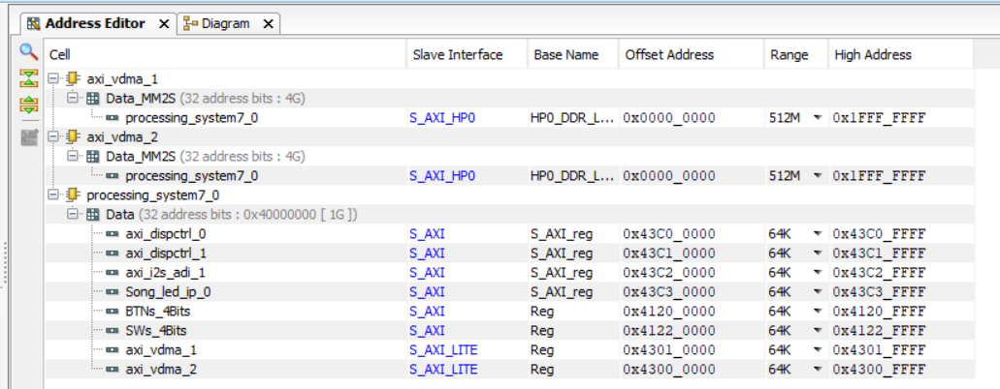 Address Editor Diagram
Cell Slave Interface Base Name Offset Address Range High Address
axi_vdma_1
Data_MM2S (32 address bits : 4G)
processing_system7_0 S_AXI_HP0 HP0_DDR_L... 0x0000_0000 512M 0x1FFF_FFFF
axi_vdma_2
Data_MM2S (32 address bits : 4G)
processing_system7_0 S_AXI_HP0 HP0_DDR_L... 0x0000_0000 512M 0x1FFF_FFFF
processing_system7_0
Data (32 address bits : 0x40000000 [ 1G ])
axi_dispctrl_0 S_AXI S_AXI_reg 0x43C0_0000 64K 0x43C0_FFFF
axi_dispctrl_1 S_AXI S_AXI_reg 0x43C1_0000 64K 0x43C1_FFFF
axi_i2s_adi_1 S_AXI S_AXI_reg 0x43C2_0000 64K 0x43C2_FFFF
Song_led_ip_0 S_AXI S_AXI_reg 0x43C3_0000 64K 0x43C3_FFFF
BTNs_4Bits S_AXI Reg 0x4120_0000 64K 0x4120_FFFF
SWs_4Bits S_AXI Reg 0x4122_0000 64K 0x4122_FFFF
axi_vdma_1 S_AXI_LITE Reg 0x4301_0000 64K 0x4301_FFFF
axi_vdma_2 S_AXI_LITE Reg 0x4300_0000 64K 0x4300_FFFF